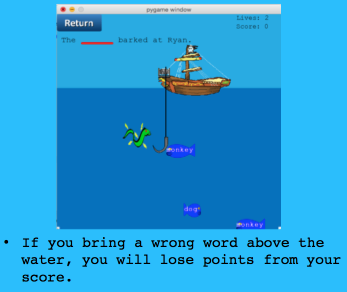 pygame window
Lives: 2
Return
Score: 0
The ______ barked at Ryan.
monkey
dog
monkey
• If you bring a wrong word above the
water, you will lose points from your
score.